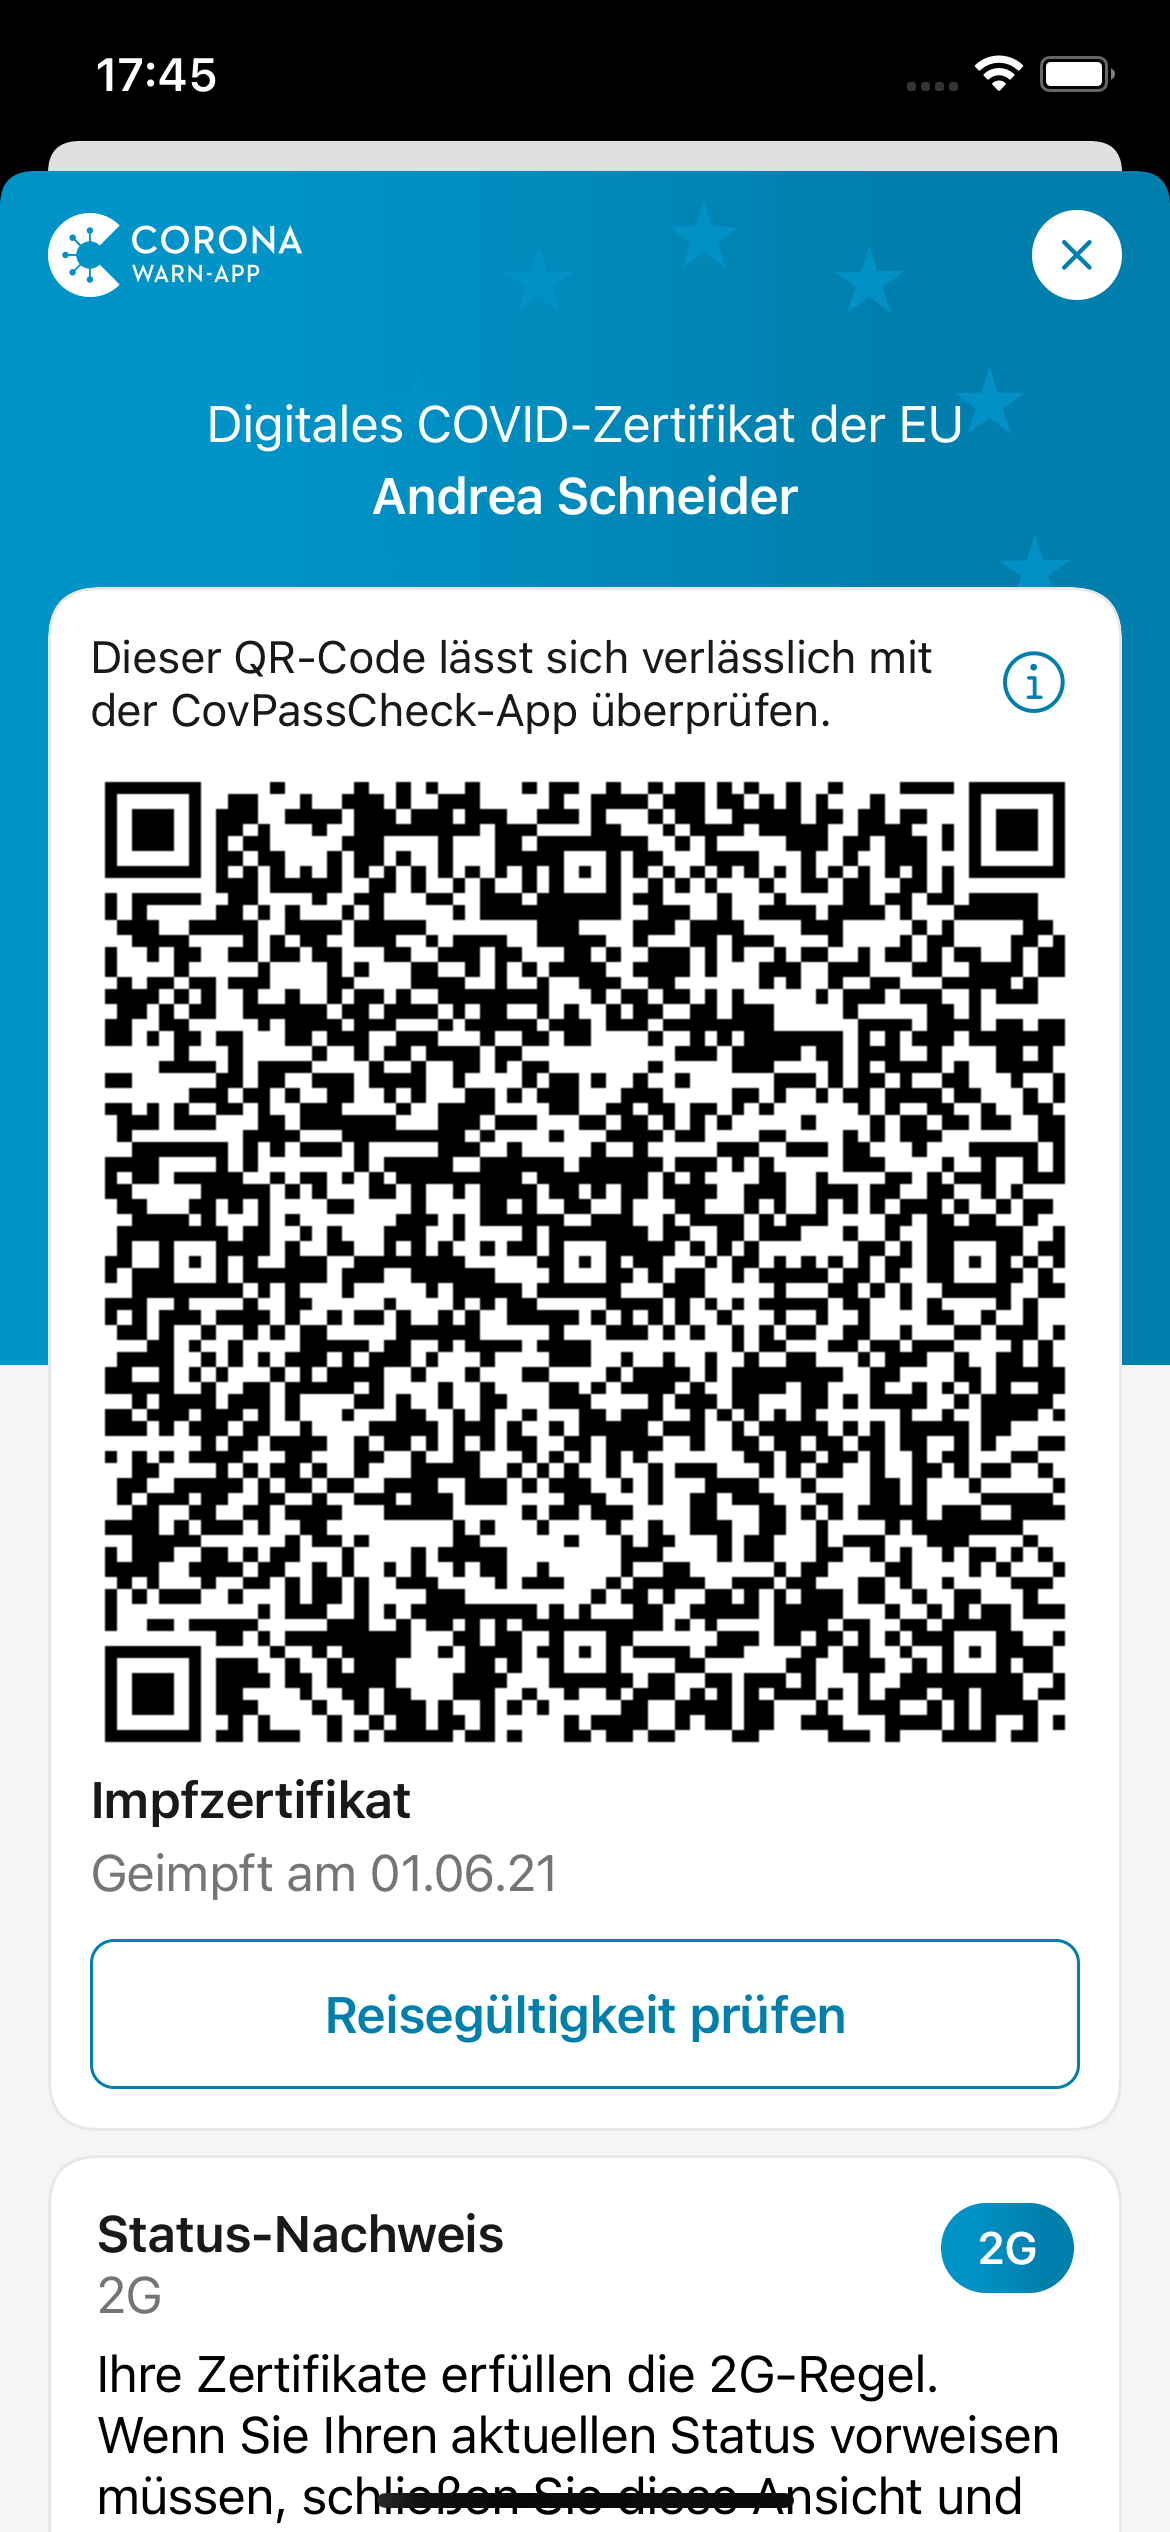 17:45
CORONA
WARN-APP
Digitales COVID-Zertifikat der EU
Andrea Schneider
Dieser QR-Code lässt sich verlässlich mit
der CovPassCheck-App überprüfen.
Impfzertifikat
Geimpft am 01.06.21
Reisegültigkeit prüfen
Status-Nachweis
2G
2G
Ihre Zertifikate erfüllen die 2G-Regel.
Wenn Sie Ihren aktuellen Status vorweisen
müssen, schließen Sie diese Ansicht und